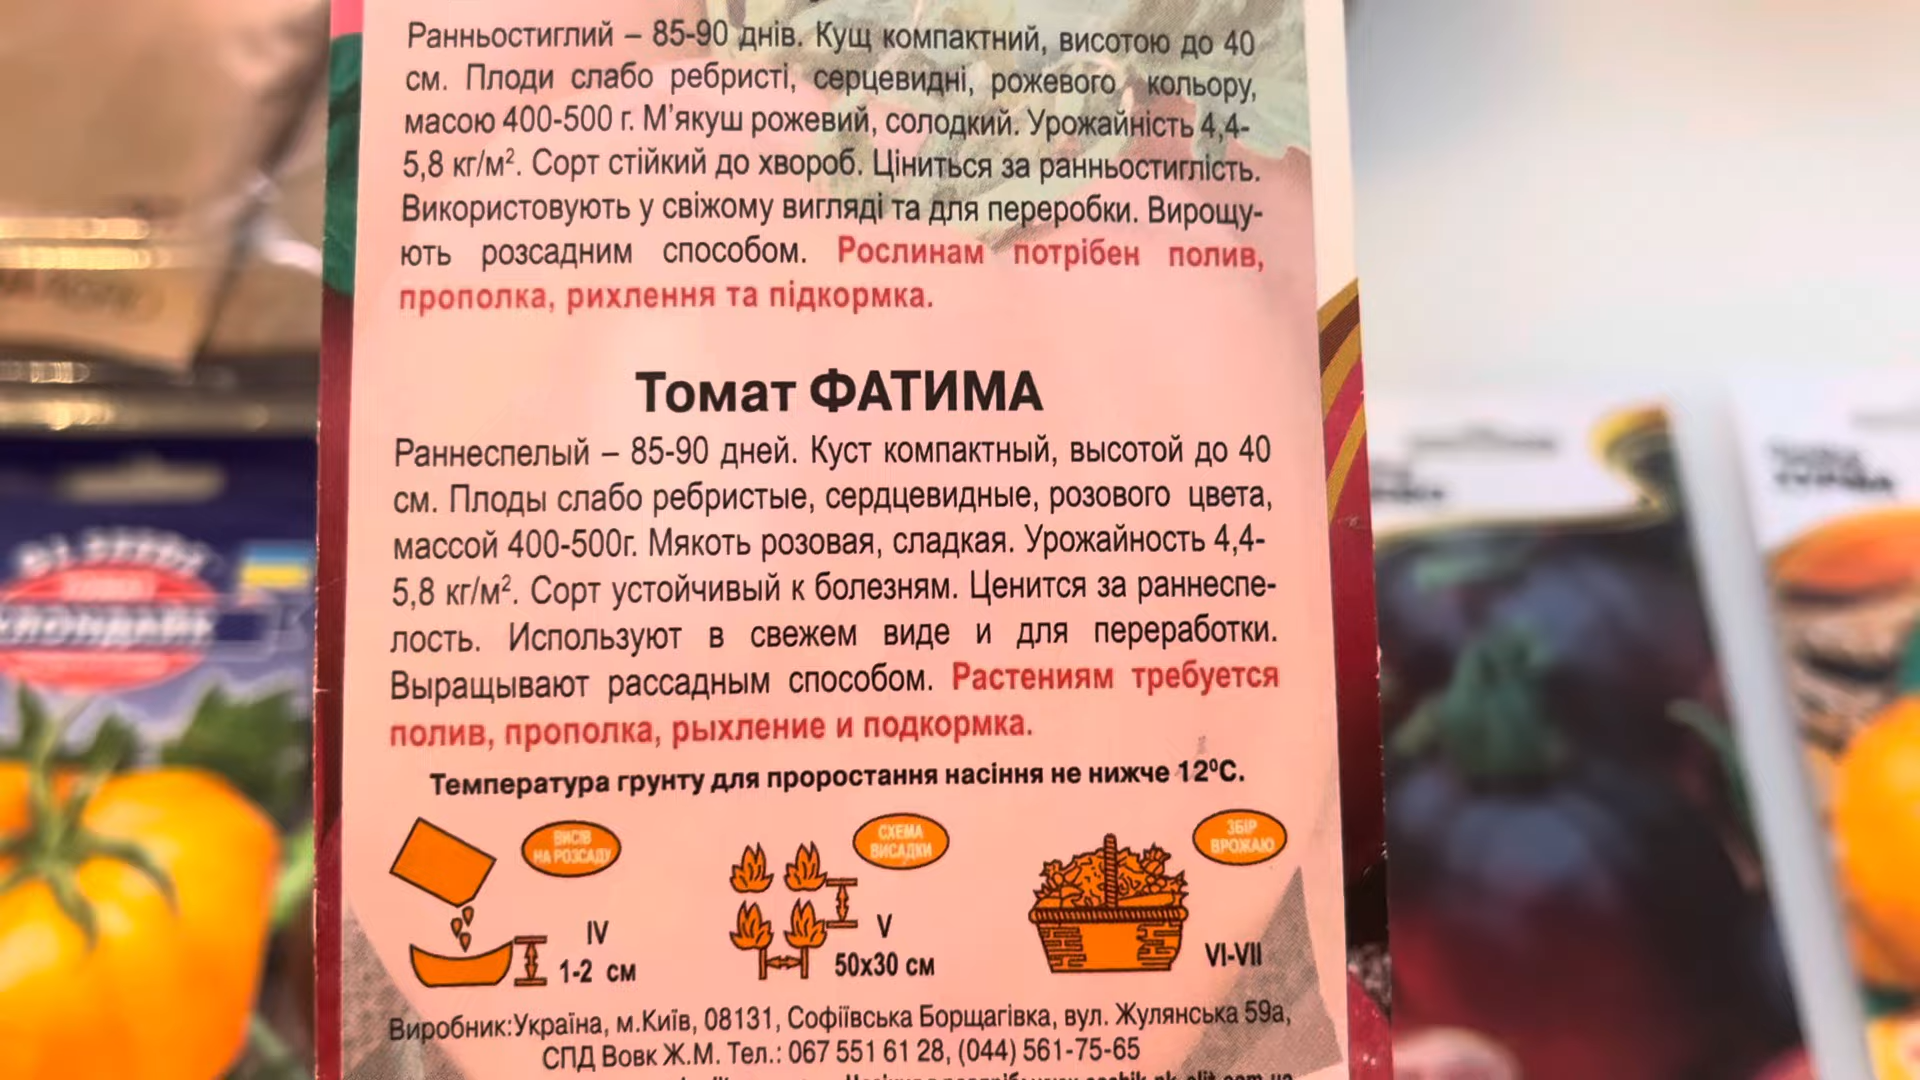 Ранньостиглий – 85-90 днів. Кущ компактний, висотою до 40
см. Плоди слабо ребристі, серцевидні, рожевого кольору,
масою 400-500 г. М'якуш рожевий, солодкий. Урожайність 4,4-
5,8 кг/м². Сорт стійкий до хвороб. Ціниться за ранньостиглість.
Використовують у свіжому вигляді та для переробки. Вирощу-
ють розсадним способом. Рослинам потрібен полив,
прополка, рихлення та підкормка.
Томат ФАТИМА
Раннеспелый – 85-90 дней. Куст компактный, высотой до 40
см. Плоды слабо ребристые, сердцевидные, розового цвета,
массой 400-500г. Мякоть розовая, сладкая. Урожайность 4,4-
5,8 кг/м². Сорт устойчивый к болезням. Ценится за раннеспе-
лость. Используют в свежем виде и для переработки.
Выращывают рассадным способом. Растениям требуется
полив, прополка, рыхление и подкормка.
Температура грунту для проростання насіння не нижче 12⁰С.
ВИСІВ
НА РОЗСАДУ
IV
1-2 см
СХЕМА
ВИСАДКИ
V
50x30 см
ЗБІР
ВРОЖАЮ
VI-VII
Виробник:Україна, м.Київ, 08131, Софіївська Борщагівка, вул. Жулянська 59а,
СПД Вовк Ж.М. Тел.: 067 551 61 28, (044) 561-75-65